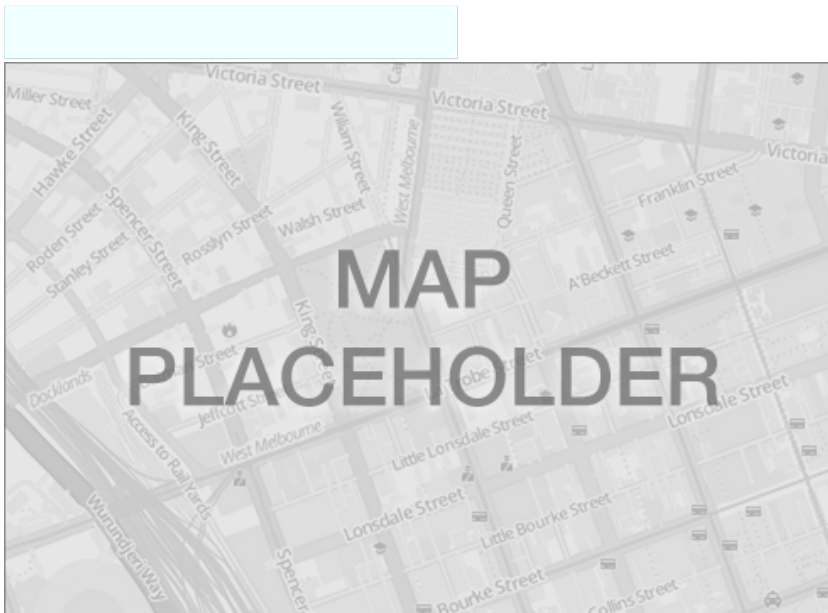 Victoria Street
Miller Street
Victoria Street
King Street
William Street
West Melbourne
Hawke Street
Queen Street
Victoria
Spencer Street
Franklin Street
Roden Street
Rosslyn Street
Walsh Street
Stanley Street
A'Beckett Street
MAP
King Street
PLACEHOLDER
Docklands
Jeffcott Street
Lonsdale Street
Access to Rail Yards
West Melbourne
Little Lonsdale Street
Lonsdale Street
Wurundjeri Way
Little Bourke Street
Spencer
Bourke Street
Collins Street